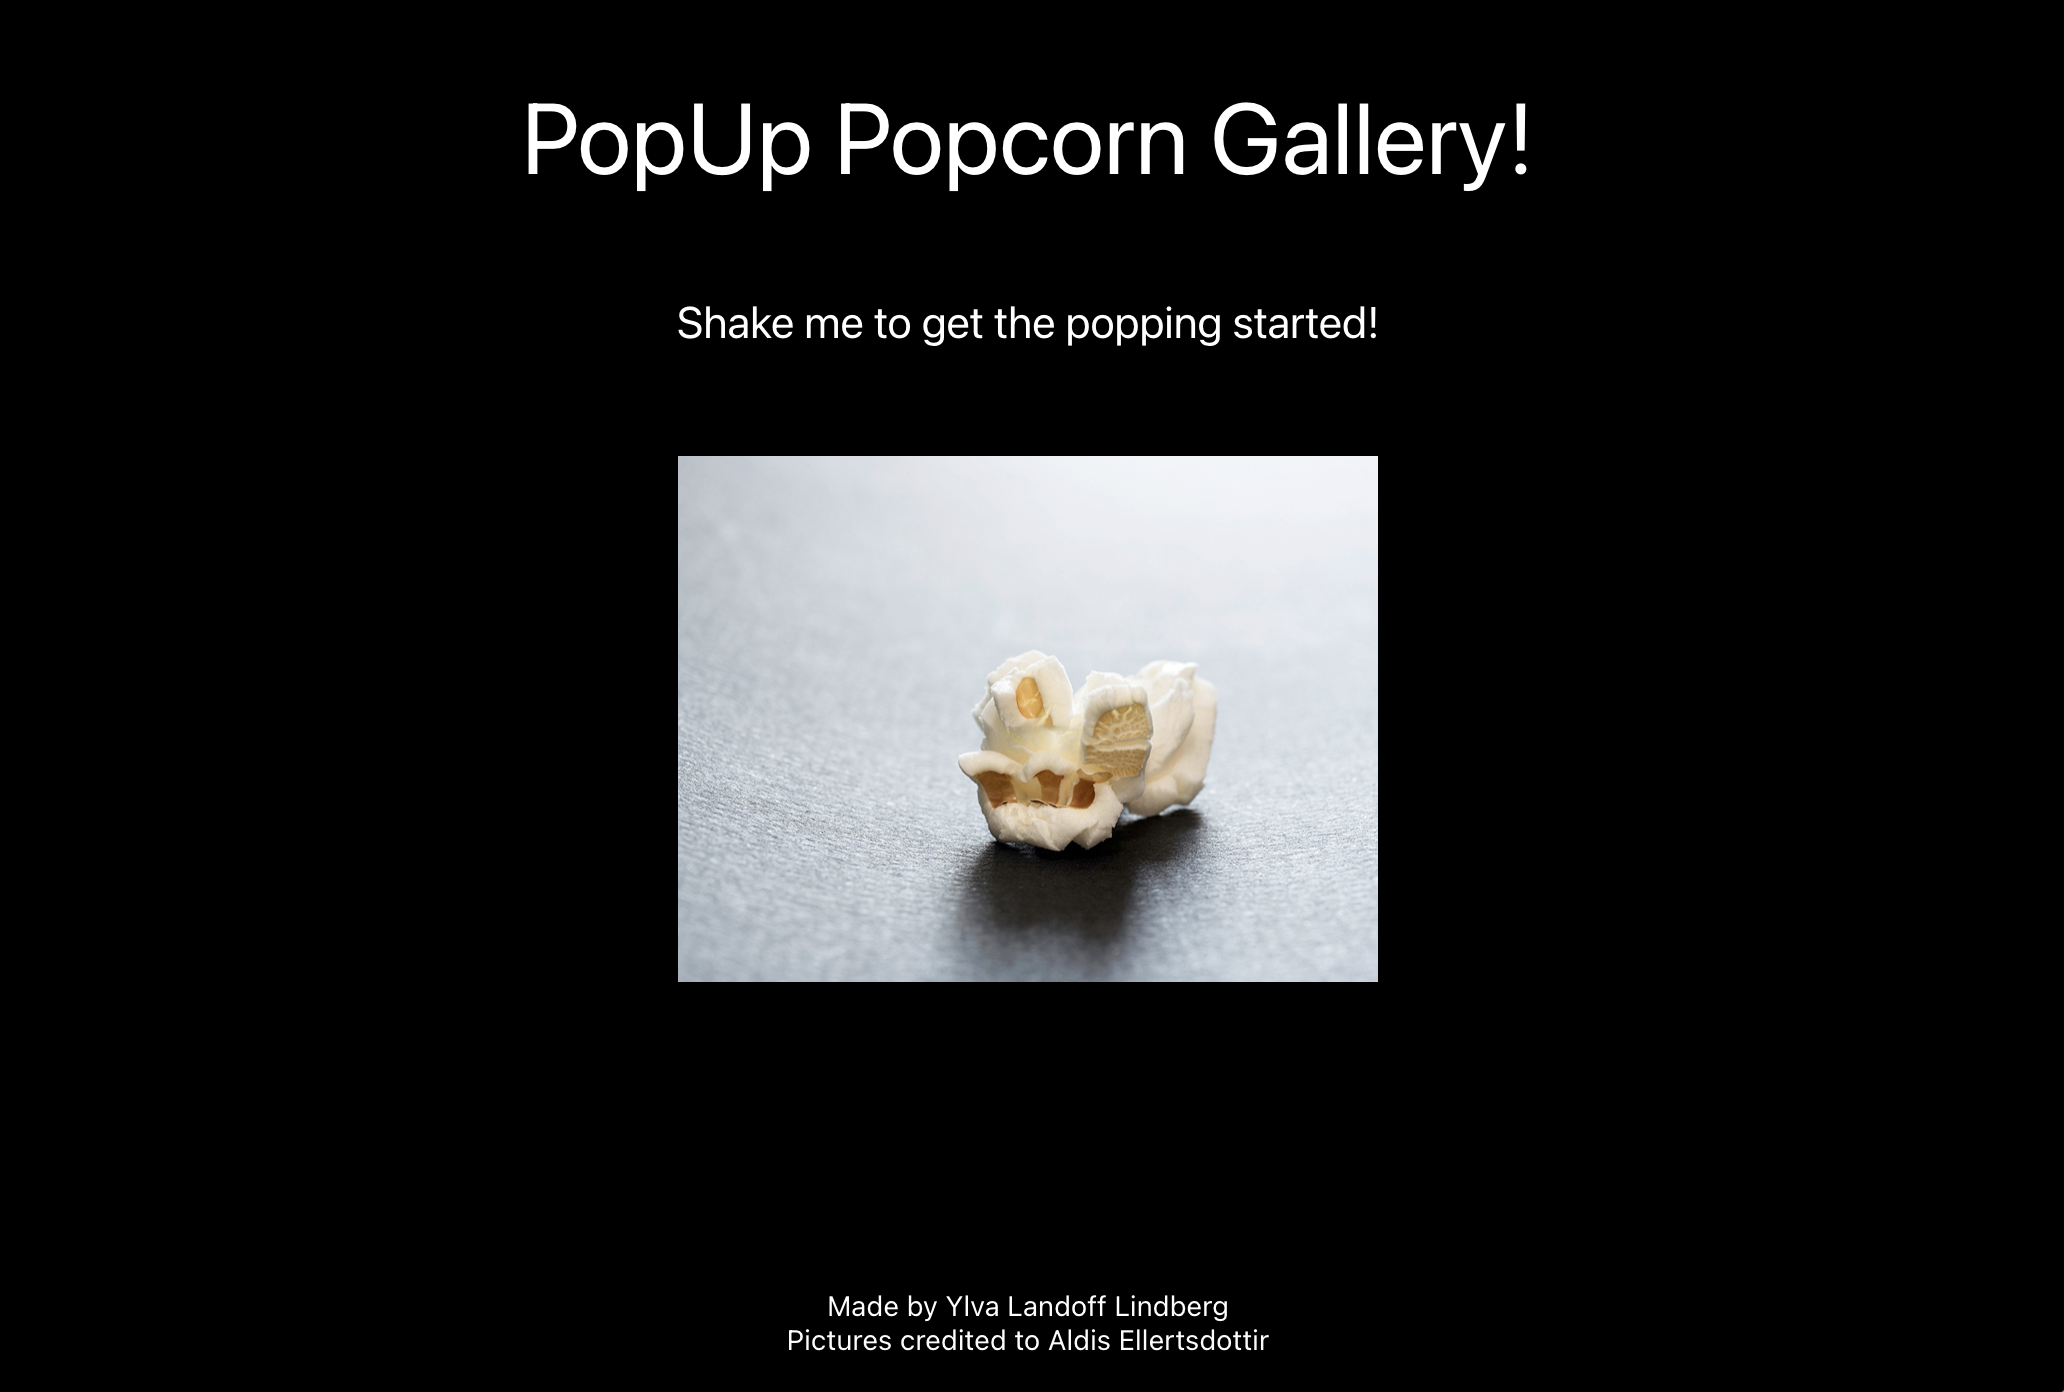 PopUp Popcorn Gallery!
Shake me to get the popping started!
Made by Ylva Landoff Lindberg
Pictures credited to Aldis Ellertsdottir